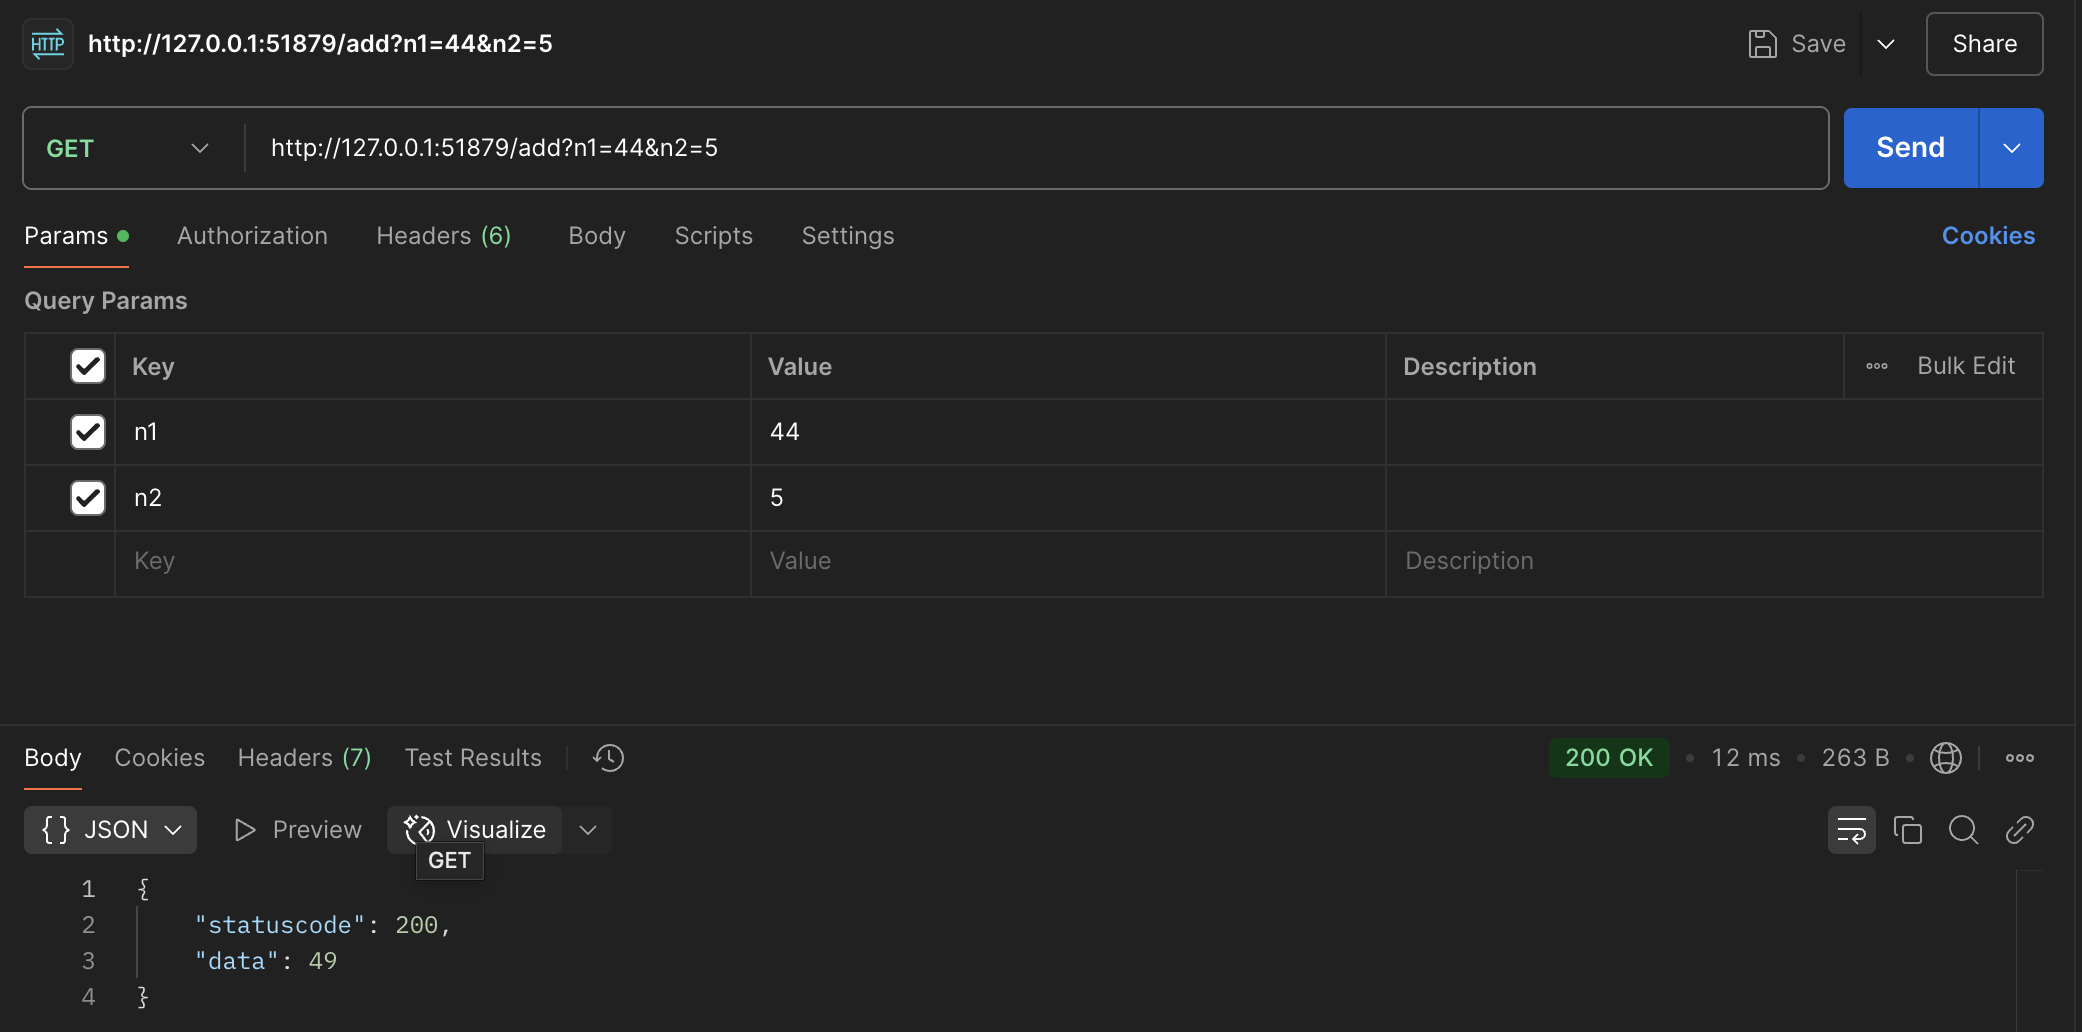 HTTP http://127.0.0.1:51879/add?n1=44&n2=5 Save Share
GET http://127.0.0.1:51879/add?n1=44&n2=5 Send
Params Authorization Headers (6) Body Scripts Settings Cookies
Query Params
Key Value Description Bulk Edit
n1 44
n2 5
Key Value Description
Body Cookies Headers (7) Test Results 200 OK • 12 ms • 263 B
{} JSON Preview Visualize
GET
1 {
2 "statuscode": 200,
3 "data": 49
4 }